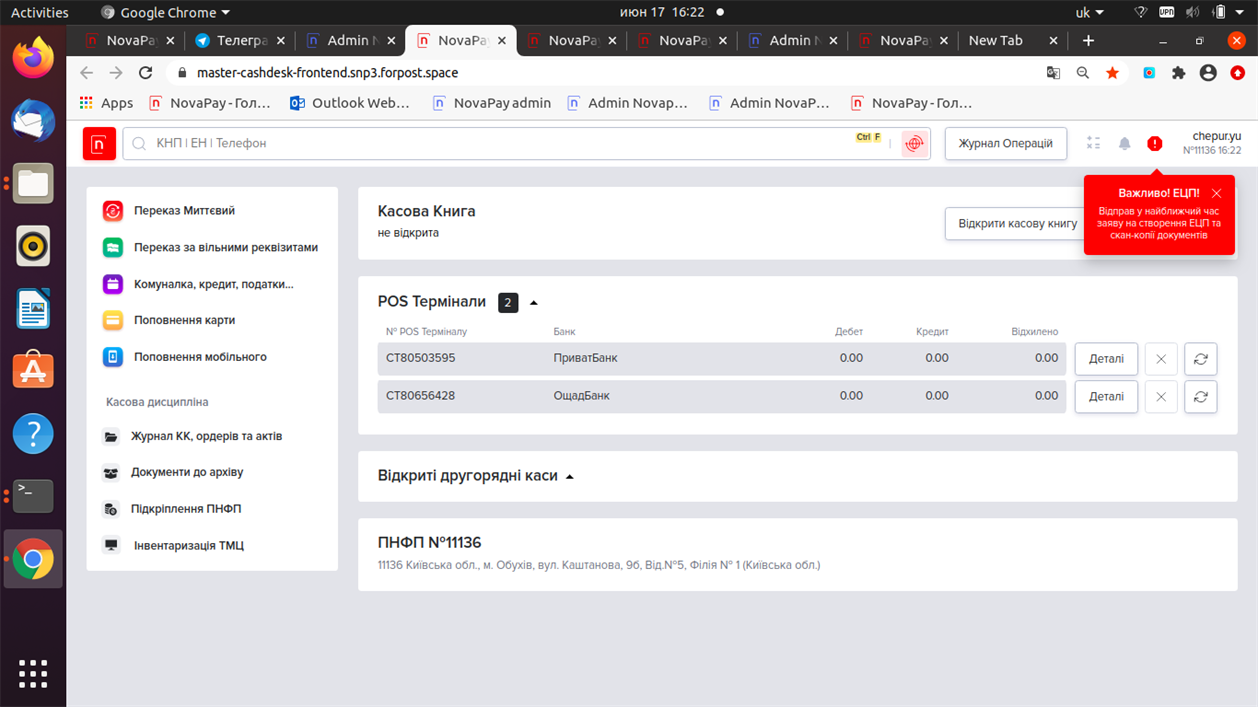 Activities
Google Chrome
июн 17 16:22
uk
VPN
NovaPay
Телегра
Admin N
NovaPay
NovaPay
NovaPay
Admin N
NovaPay
New Tab
master-cashdesk-frontend.snp3.forpost.space
Apps
NovaPay - Гол...
Outlook Web...
NovaPay admin
Admin Novap...
Admin NovaP...
NovaPay - Гол...
n
КНП | ЕН | Телефон
Ctrl F
Журнал Операцій
chepur.yu
№11136 16:22
Важливо! ЕЦП!
Відправ у найближчий час
заяву на створення ЕЦП та
скан-копії документів
Переказ Миттєвий
Переказ за вільними реквізитами
Комуналка, кредит, податки...
Поповнення карти
Поповнення мобільного
Касова дисципліна
Журнал КК, ордерів та актів
Документи до архіву
Підкріплення ПНФП
Інвентаризація ТМЦ
Касова Книга
не відкрита
Відкрити касову книгу
POS Термінали 2
№ POS Терміналу Банк Дебет Кредит Відхилено
CT80503595 ПриватБанк 0.00 0.00 0.00 Деталі
CT80656428 ОщадБанк 0.00 0.00 0.00 Деталі
Відкриті другорядні каси
ПНФП №11136
11136 Київська обл., м. Обухів, вул. Каштанова, 9б, Від.№5, Філія № 1 (Київська обл.)